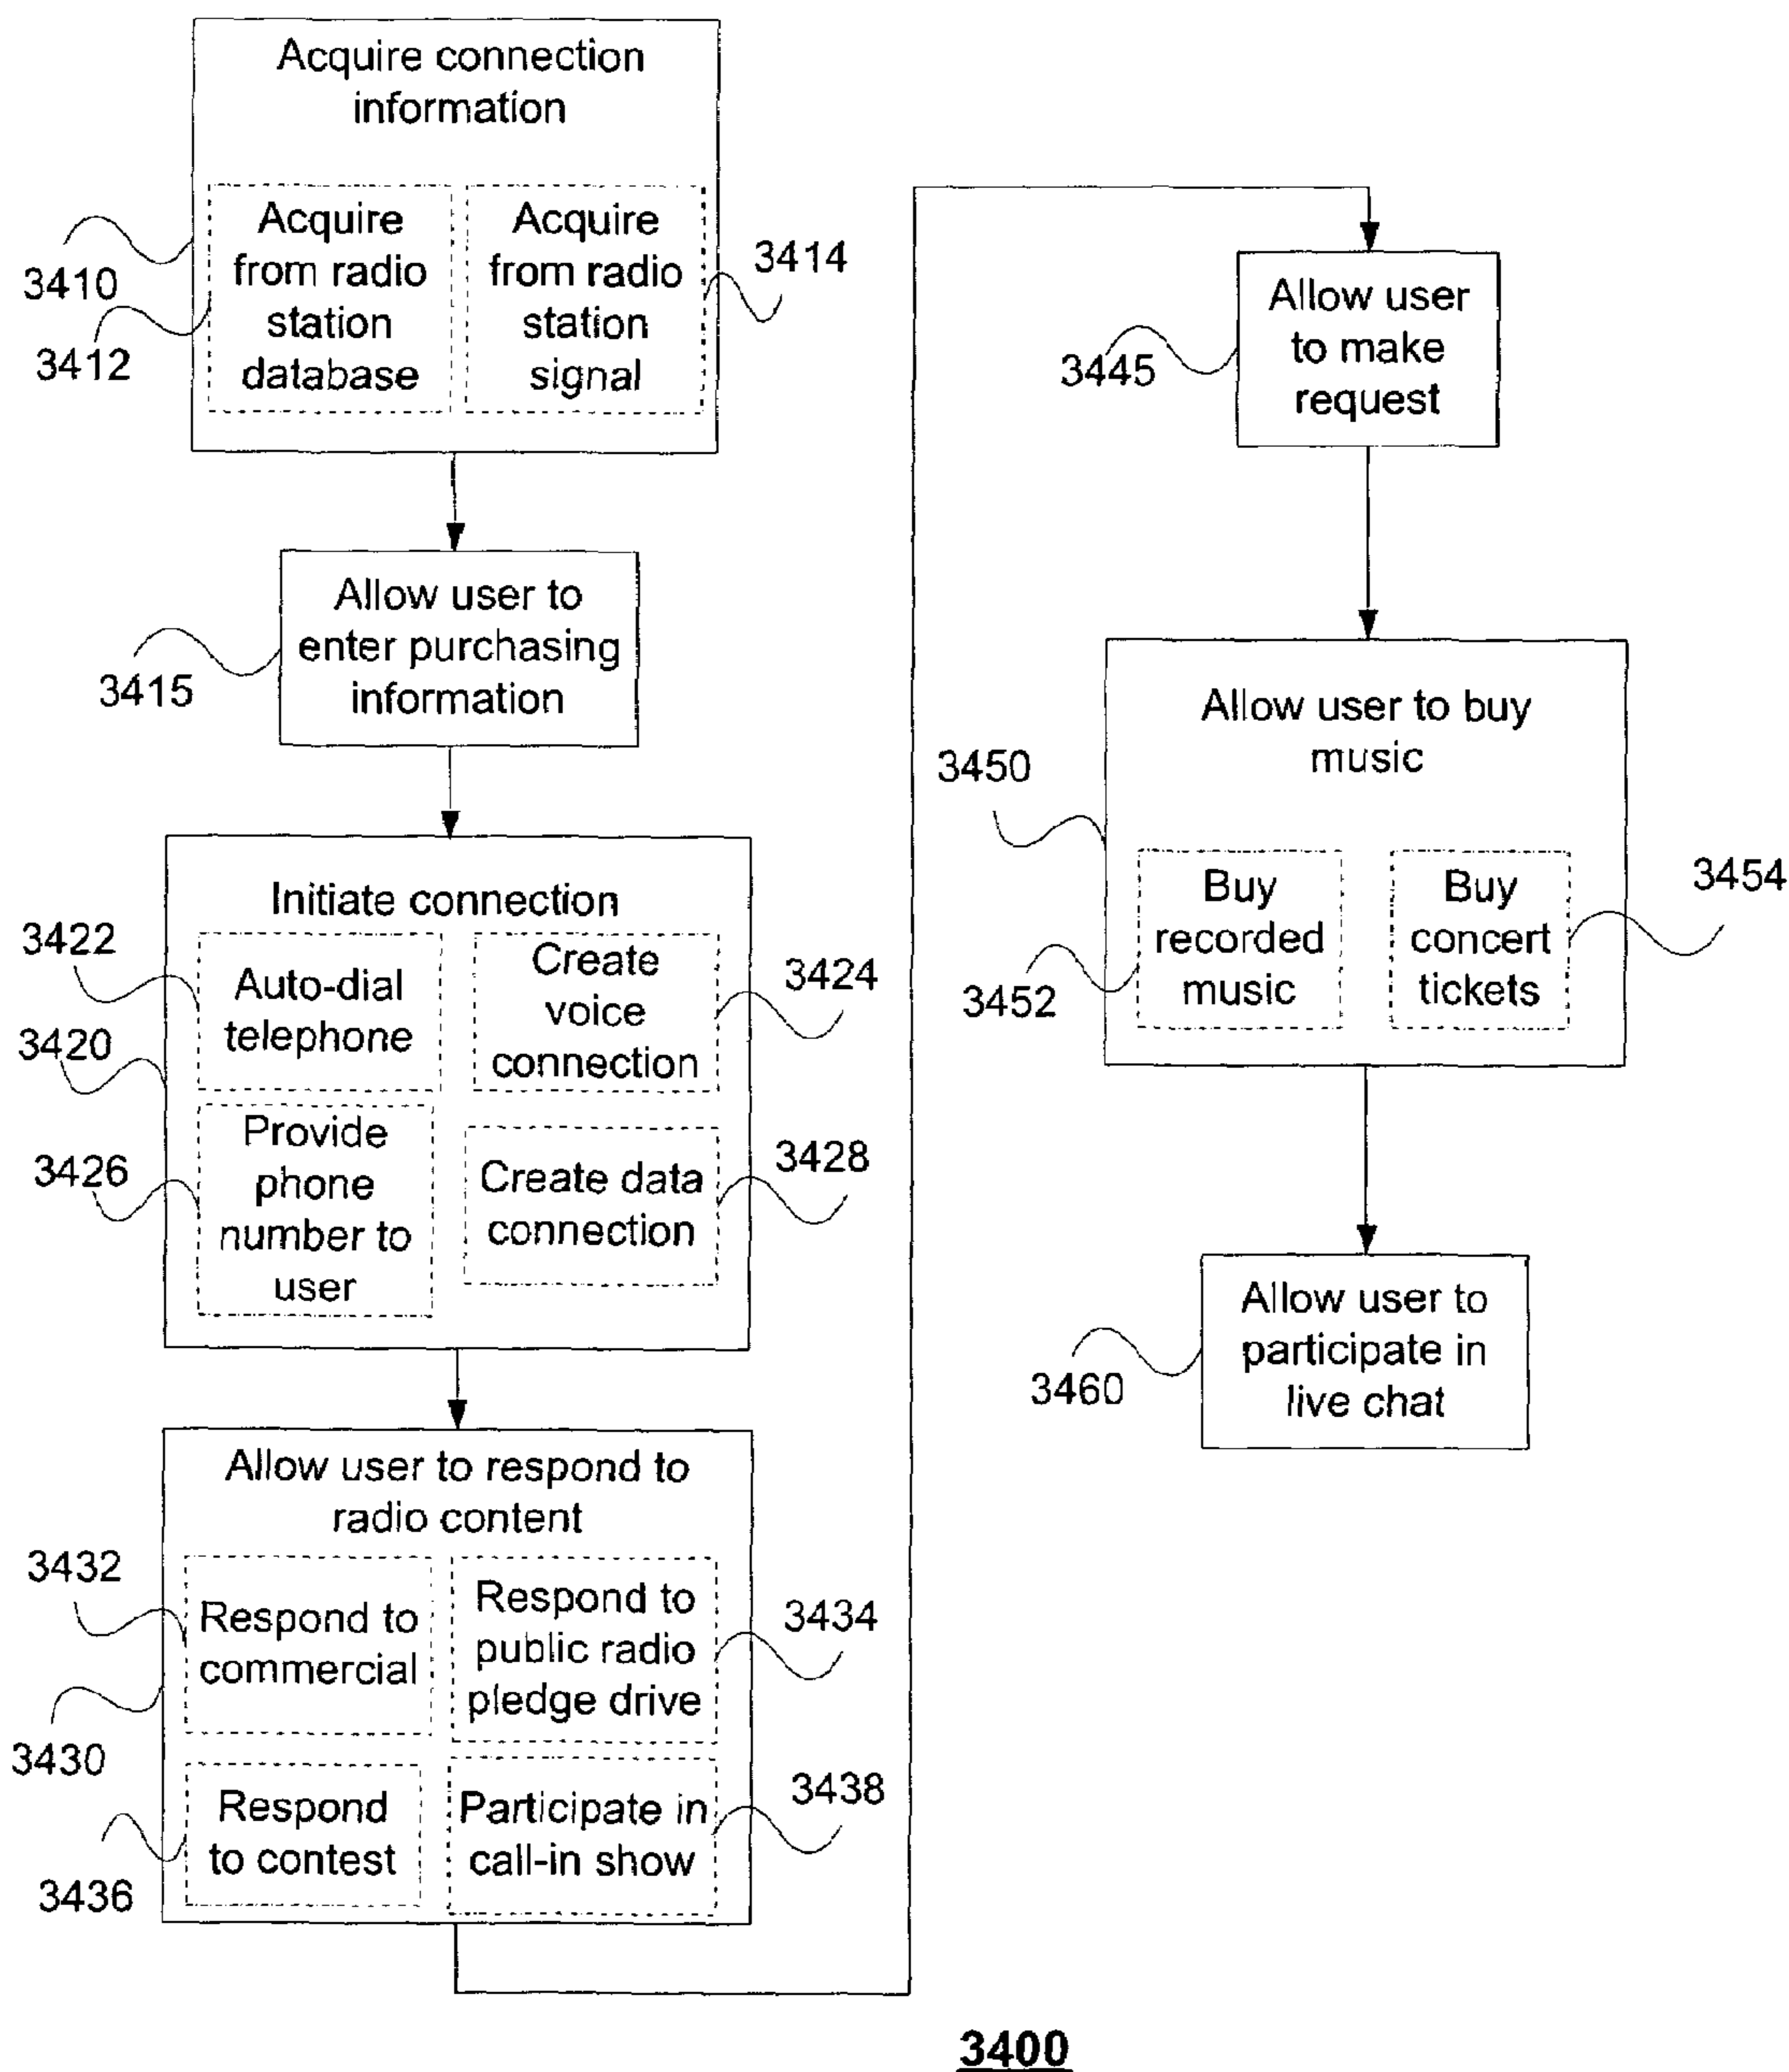 Acquire connection
information
Acquire
from radio
station
database
Acquire
from radio
station
signal
3410
3412
3414
Allow user to
enter purchasing
information
3415
Initiate connection
3422
Auto-dial
telephone
Create
voice
connection
3424
3420
Provide
phone
number to
user
3426
Create data
connection
3428
Allow user to respond to
radio content
3432
Respond to
commercial
Respond to
public radio
pledge drive
3434
3430
Respond
to contest
3436
Participate in
call-in show
3438
Allow user
to make
request
3445
Allow user to buy
music
3450
Buy
recorded
music
3452
Buy
concert
tickets
3454
Allow user to
participate in
live chat
3460
3400